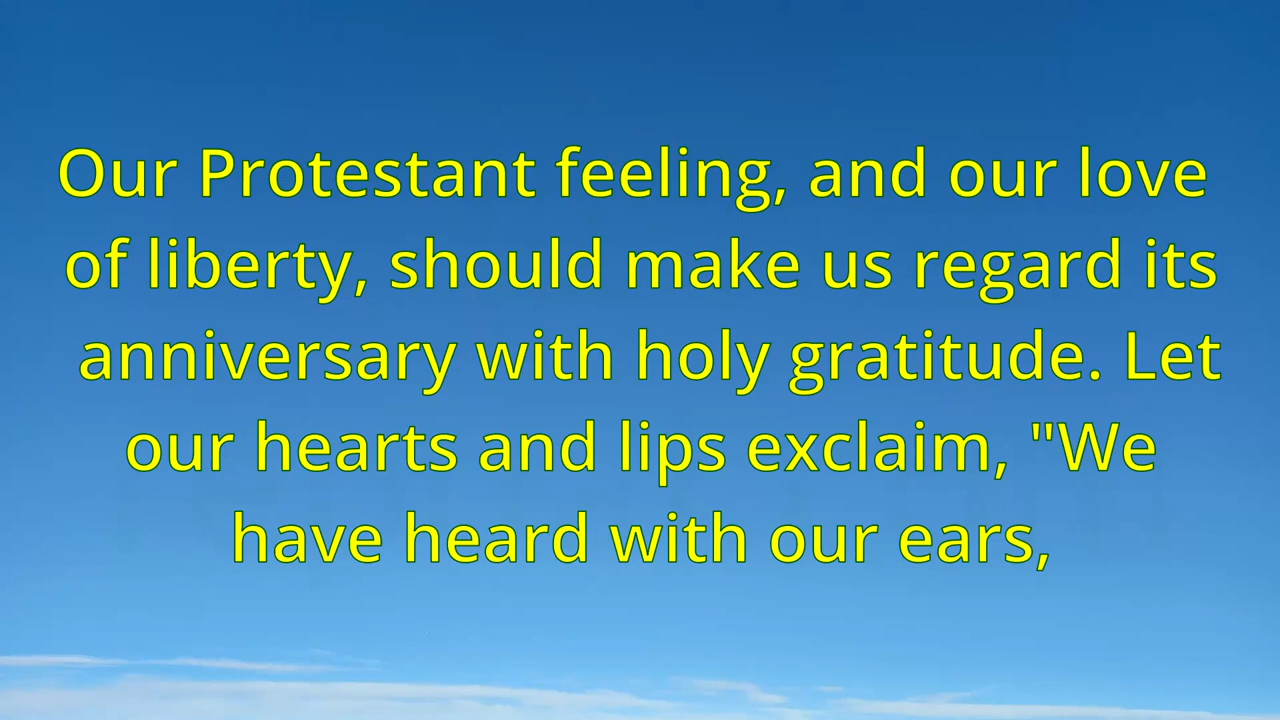 Our Protestant feeling, and our love
of liberty, should make us regard its
anniversary with holy gratitude. Let
our hearts and lips exclaim, "We
have heard with our ears,